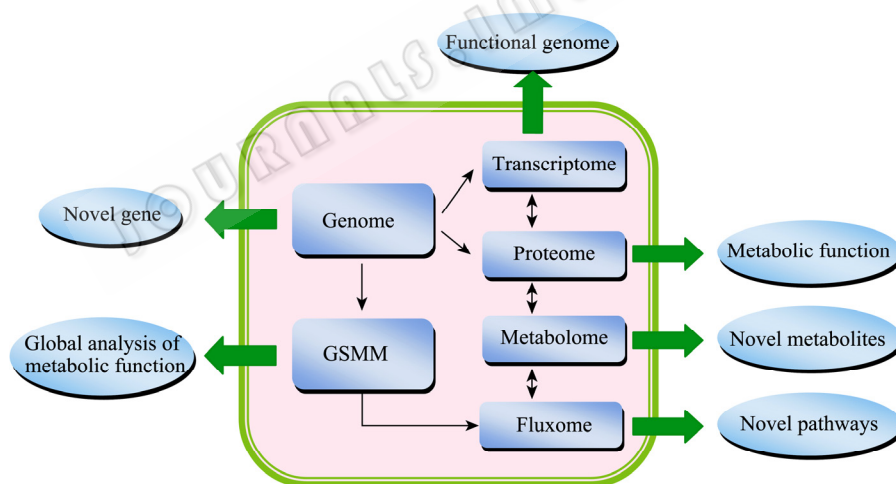 Functional genome
Transcriptome
Novel gene
Genome
Proteome
Metabolic function
Global analysis of
metabolic function
GSMM
Metabolome
Novel metabolites
Fluxome
Novel pathways